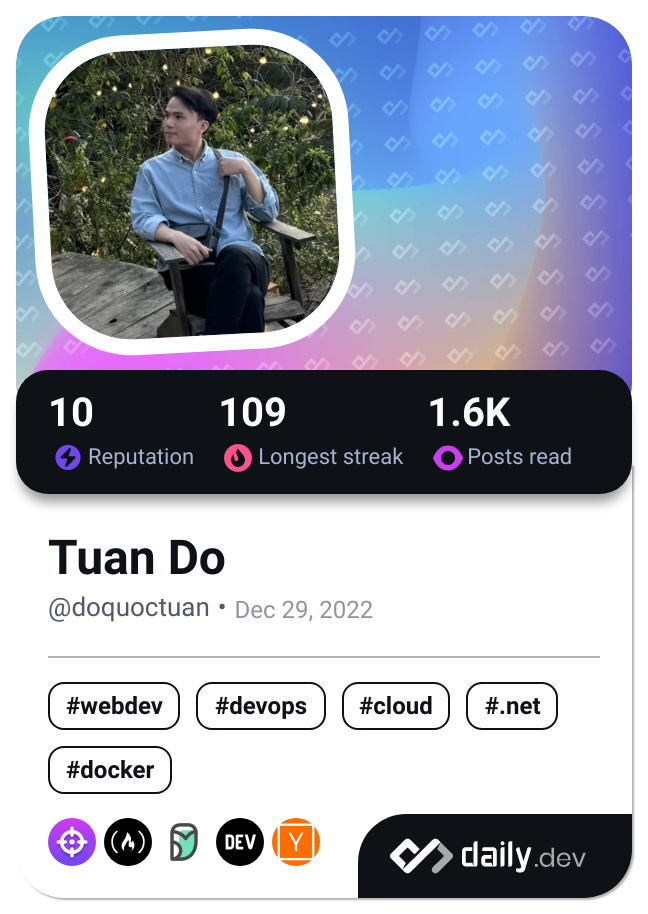 10 109 1.6K
Reputation Longest streak Posts read
Tuan Do
@doquoctuan • Dec 29, 2022
#webdev #devops #cloud #.net
#docker
DEV Y
daily.dev